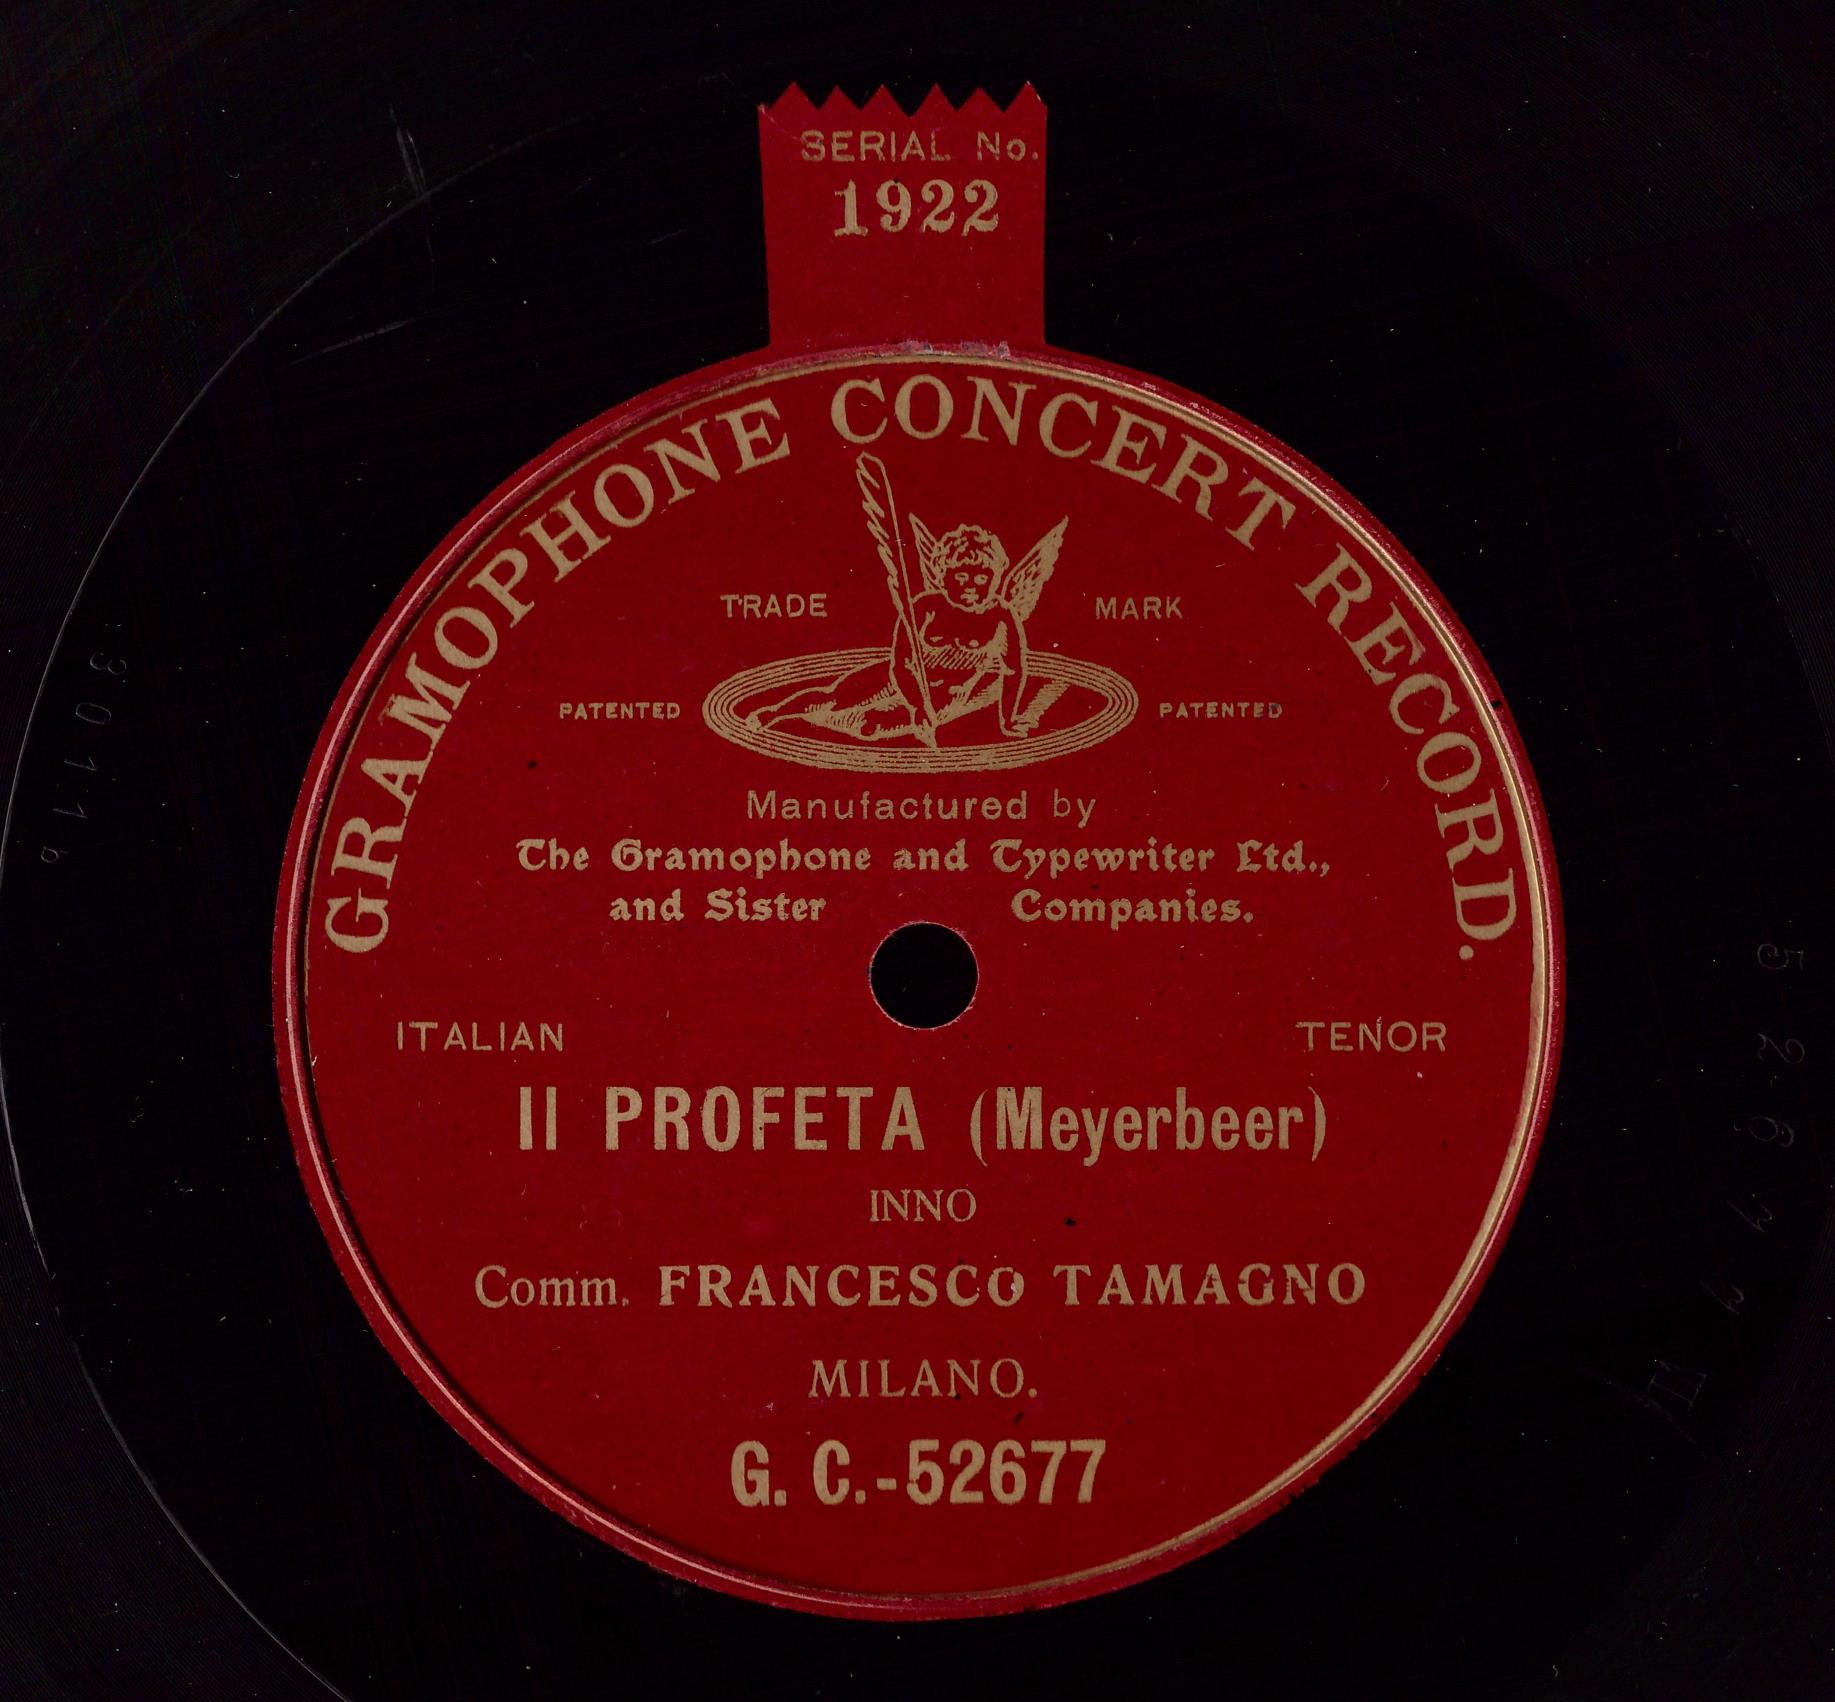 SERIAL No.
1922
GRAMOPHONE CONCERT RECORD.
TRADE MARK
PATENTED PATENTED
Manufactured by
The Gramophone and Typewriter Ltd.,
and Sister Companies.
ITALIAN TENOR
Il PROFETA (Meyerbeer)
INNO
Comm. FRANCESCO TAMAGNO
MILANO.
G. C.-52677
3011b
52677